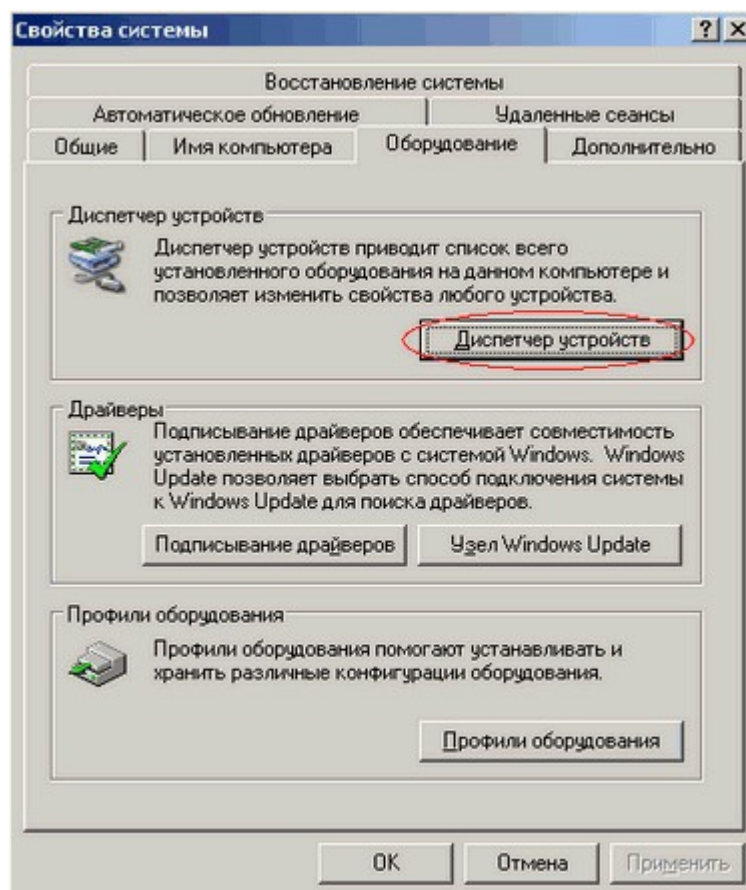 Свойства системы
Восстановление системы
Автоматическое обновление
Удаленные сеансы
Общие
Имя компьютера
Оборудование
Дополнительно
Диспетчер устройств
Диспетчер устройств приводит список всего
установленного оборудования на данном компьютере и
позволяет изменить свойства любого устройства.
Диспетчер устройств
Драйверы
Подписывание драйверов обеспечивает совместимость
установленных драйверов с системой Windows. Windows
Update позволяет выбрать способ подключения системы
к Windows Update для поиска драйверов.
Подписывание драйверов
Узел Windows Update
Профили оборудования
Профили оборудования помогают устанавливать и
хранить различные конфигурации оборудования.
Профили оборудования
OK
Отмена
Применить